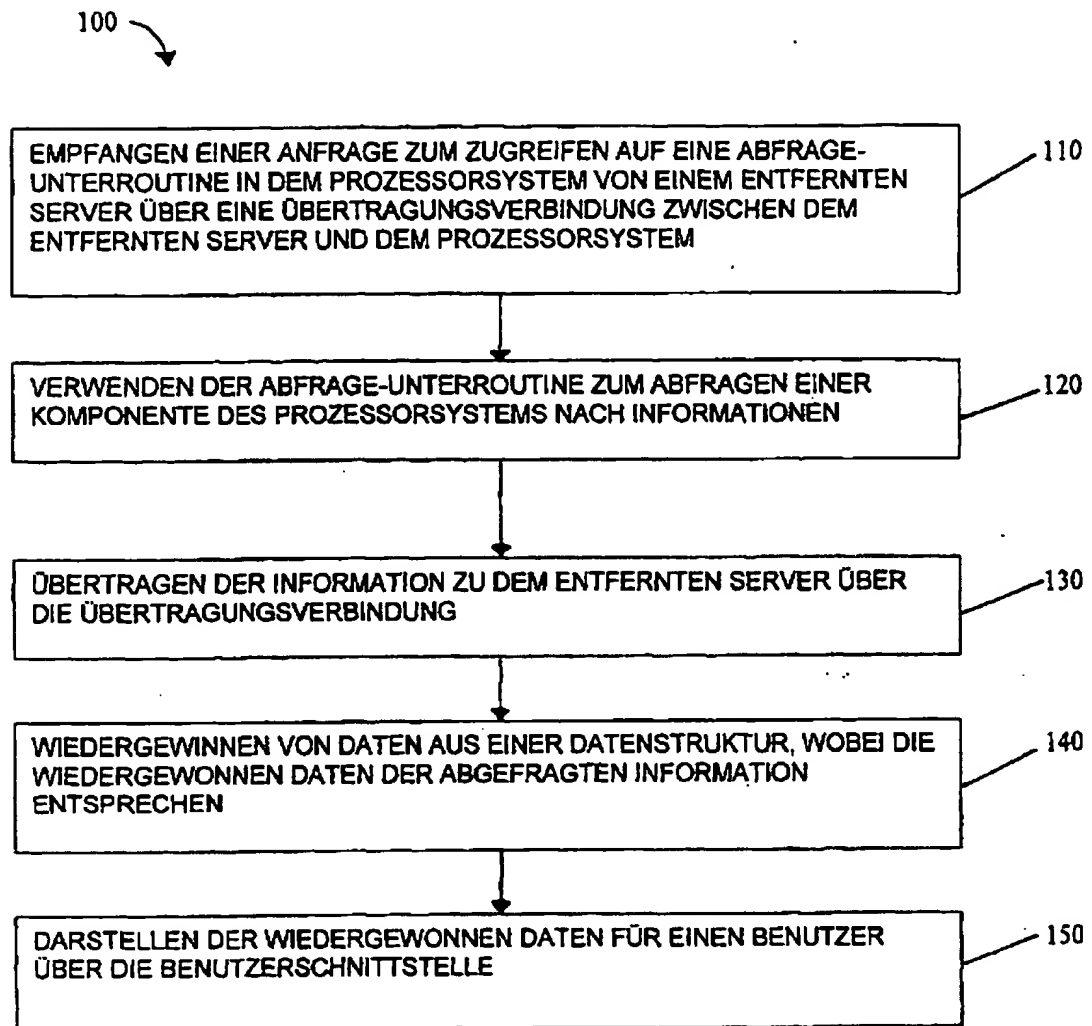 100
EMPFANGEN EINER ANFRAGE ZUM ZUGREIFEN AUF EINE ABFRAGE-
UNTERROUTINE IN DEM PROZESSORSYSTEM VON EINEM ENTFERNTEN
SERVER ÜBER EINE ÜBERTRAGUNGSVERBINDUNG ZWISCHEN DEM
ENTFERNTEN SERVER UND DEM PROZESSORSYSTEM
110
VERWENDEN DER ABFRAGE-UNTERROUTINE ZUM ABFRAGEN EINER
KOMPONENTE DES PROZESSORSYSTEMS NACH INFORMATIONEN
120
ÜBERTRAGEN DER INFORMATION ZU DEM ENTFERNTEN SERVER ÜBER
DIE ÜBERTRAGUNGSVERBINDUNG
130
WIEDERGEWINNEN VON DATEN AUS EINER DATENSTRUKTUR, WOBEI DIE
WIEDERGEWONNEN DATEN DER ABGEFRAGTEN INFORMATION
ENTSPRECHEN
140
DARSTELLEN DER WIEDERGEWONNEN DATEN FÜR EINEN BENUTZER
ÜBER DIE BENUTZERSCHNITTSTELLE
150